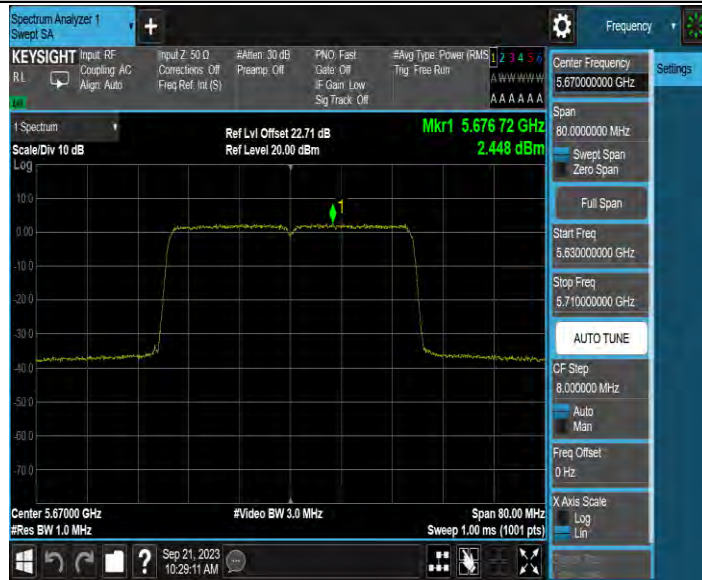 Spectrum Analyzer 1
Swept SA
+
Frequency
KEYSIGHT
RL
Input: RF
Coupling: AC
Align: Auto
Input Z: 50 Ω
Corrections: Off
Freq Ref: Int (S)
#Atten: 30 dB
Preamp: Off
PNO: Fast
Gate: Off
IF Gain: Low
Sig Track: Off
#Avg Type: Power (RMS
Trig: Free Run
1 2 3 4 5 6
A W W W W W
A A A A A A
Center Frequency
5.670000000 GHz
Settings
Span
80.0000000 MHz
Swept Span
Zero Span
Full Span
Start Freq
5.630000000 GHz
Stop Freq
5.710000000 GHz
AUTO TUNE
CF Step
8.000000 MHz
Auto
Man
Freq Offset
0 Hz
X Axis Scale
Log
Lin
1 Spectrum
Scale/Div 10 dB
Log
Ref Lvl Offset 22.71 dB
Ref Level 20.00 dBm
Mkr1 5.676 72 GHz
2.448 dBm
1
10.0
0.00
-10.0
-20.0
-30.0
-40.0
-50.0
-60.0
-70.0
Center 5.67000 GHz
#Res BW 1.0 MHz
#Video BW 3.0 MHz
Span 80.00 MHz
Sweep 1.00 ms (1001 pts)
?
Sep 21, 2023
10:29:11 AM